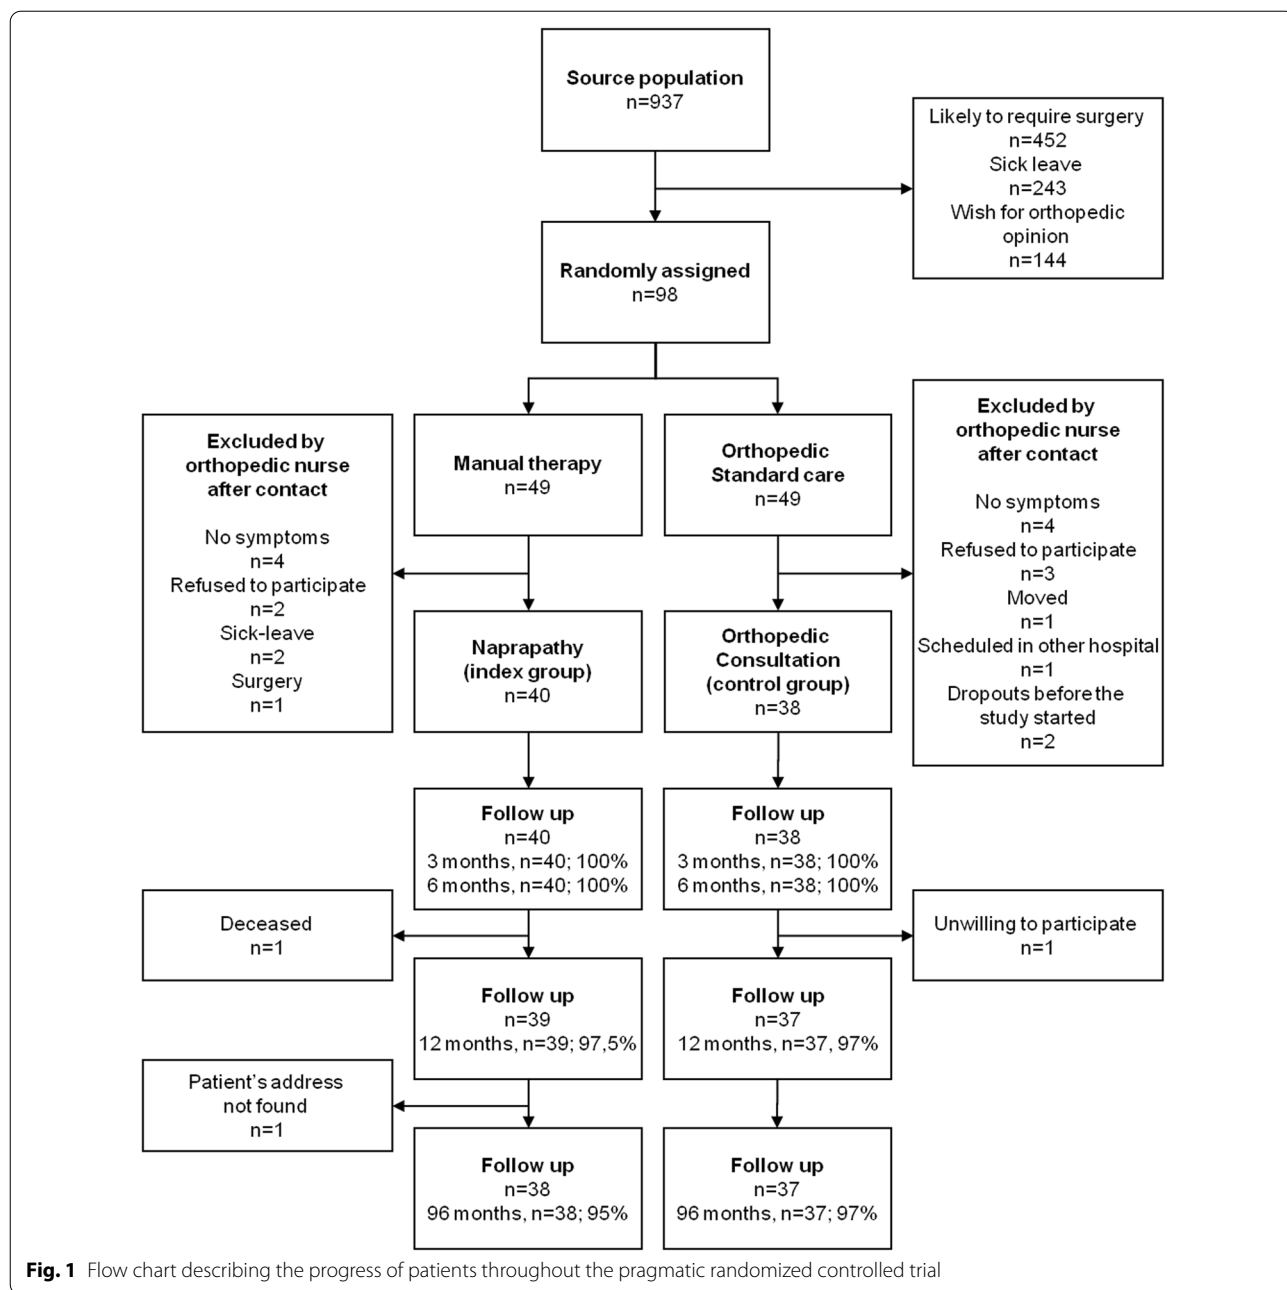 Source population
n=937
Likely to require surgery
n=452
Sick leave
n=243
Wish for orthopedic
opinion
n=144
Randomly assigned
n=98
Excluded by
orthopedic nurse
after contact
No symptoms
n=4
Refused to participate
n=2
Sick-leave
n=2
Surgery
n=1
Manual therapy
n=49
Orthopedic
Standard care
n=49
Excluded by
orthopedic nurse
after contact
No symptoms
n=4
Refused to participate
n=3
Moved
n=1
Scheduled in other hospital
n=1
Dropouts before the
study started
n=2
Naprapathy
(index group)
n=40
Orthopedic
Consultation
(control group)
n=38
Follow up
n=40
3 months, n=40; 100%
6 months, n=40; 100%
Follow up
n=38
3 months, n=38; 100%
6 months, n=38; 100%
Deceased
n=1
Unwilling to participate
n=1
Follow up
n=39
12 months, n=39; 97,5%
Follow up
n=37
12 months, n=37, 97%
Patient's address
not found
n=1
Follow up
n=38
96 months, n=38; 95%
Follow up
n=37
96 months, n=37; 97%
Fig. 1 Flow chart describing the progress of patients throughout the pragmatic randomized controlled trial